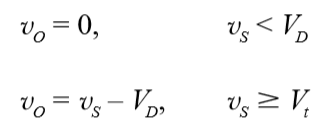 v_O = 0, v_S < V_D
v_O = v_S – V_D, v_S ≥ V_t